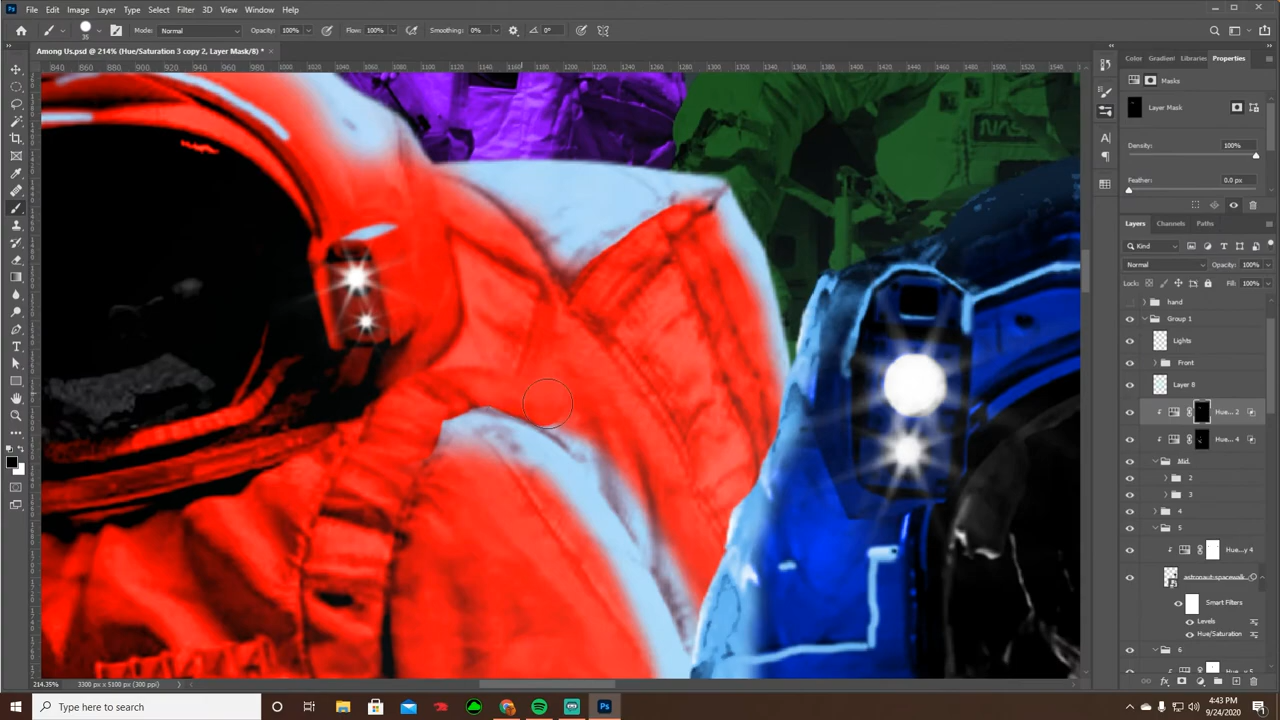 File Edit Image Layer Type Select Filter 3D View Window Help
Mode: Normal Opacity: 100% Flow: 100% Smoothing: 0% 0°
35
Among Us.psd @ 214% (Hue/Saturation 3 copy 2, Layer Mask/8) *
840 860 880 900 920 940 960 980 1000 1020 1040 1060 1080 1100 1120 1140 1160 1180 1200 1220 1240 1260 1280 1300 1320 1340 1360 1380 1400 1420 1440 1460 1480 1500 1520 1540
Color Gradient Libraries Properties
Masks
Layer Mask
Density: 100%
Feather: 0.0 px
Layers Channels Paths
Kind
Normal Opacity: 100%
Lock: Fill: 100%
hand
Group 1
Lights
Front
Layer 8
Hue... 2
Hue... 4
Mid
2
3
4
5
Hue...y 4
astronaut-spacewalk...
Smart Filters
Levels
Hue/Saturation
6
214.35% 3300 px x 5100 px (300 ppi)
Type here to search
4:43 PM
9/24/2020